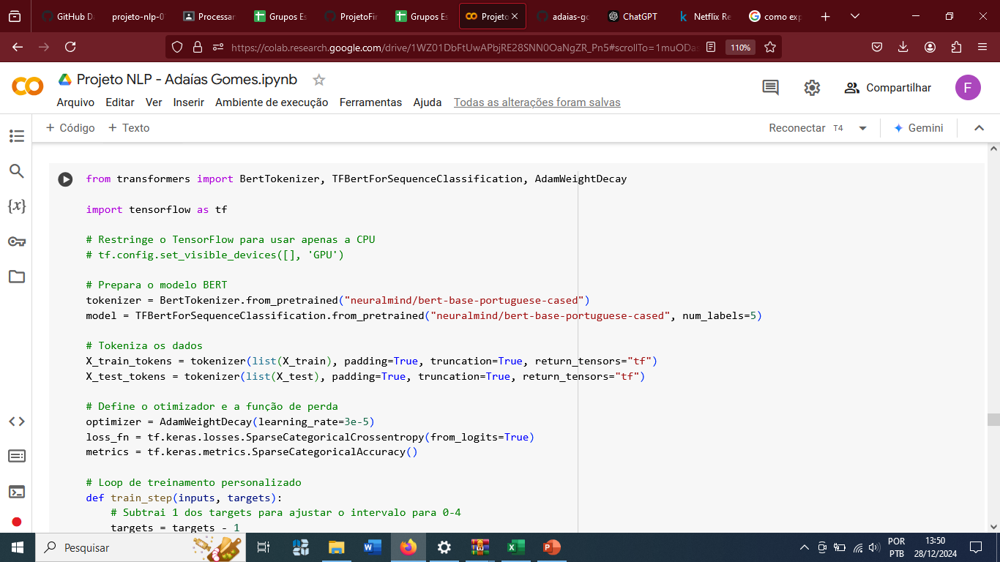 GitHub D
projeto-nlp-0
Processar
Grupos Es
ProjetoFir
Grupos Es
Projeto
adaias-go
ChatGPT
Netflix Re
como exp
https://colab.research.google.com/drive/1WZ01DbFtUwAPbjRE28SNN0OaNgZR_Pn5#scrollTo=1muODas
110%
Projeto NLP - Adaías Gomes.ipynb
Arquivo Editar Ver Inserir Ambiente de execução Ferramentas Ajuda Todas as alterações foram salvas
Compartilhar
F
+ Código + Texto
Reconectar T4
Gemini
from transformers import BertTokenizer, TFBertForSequenceClassification, AdamWeightDecay
import tensorflow as tf
# Restringe o TensorFlow para usar apenas a CPU
# tf.config.set_visible_devices([], 'GPU')
# Prepara o modelo BERT
tokenizer = BertTokenizer.from_pretrained("neuralmind/bert-base-portuguese-cased")
model = TFBertForSequenceClassification.from_pretrained("neuralmind/bert-base-portuguese-cased", num_labels=5)
# Tokeniza os dados
X_train_tokens = tokenizer(list(X_train), padding=True, truncation=True, return_tensors="tf")
X_test_tokens = tokenizer(list(X_test), padding=True, truncation=True, return_tensors="tf")
# Define o otimizador e a função de perda
optimizer = AdamWeightDecay(learning_rate=3e-5)
loss_fn = tf.keras.losses.SparseCategoricalCrossentropy(from_logits=True)
metrics = tf.keras.metrics.SparseCategoricalAccuracy()
# Loop de treinamento personalizado
def train_step(inputs, targets):
# Subtrai 1 dos targets para ajustar o intervalo para 0-4
targets = targets - 1
Pesquisar
POR
PTB
13:50
28/12/2024